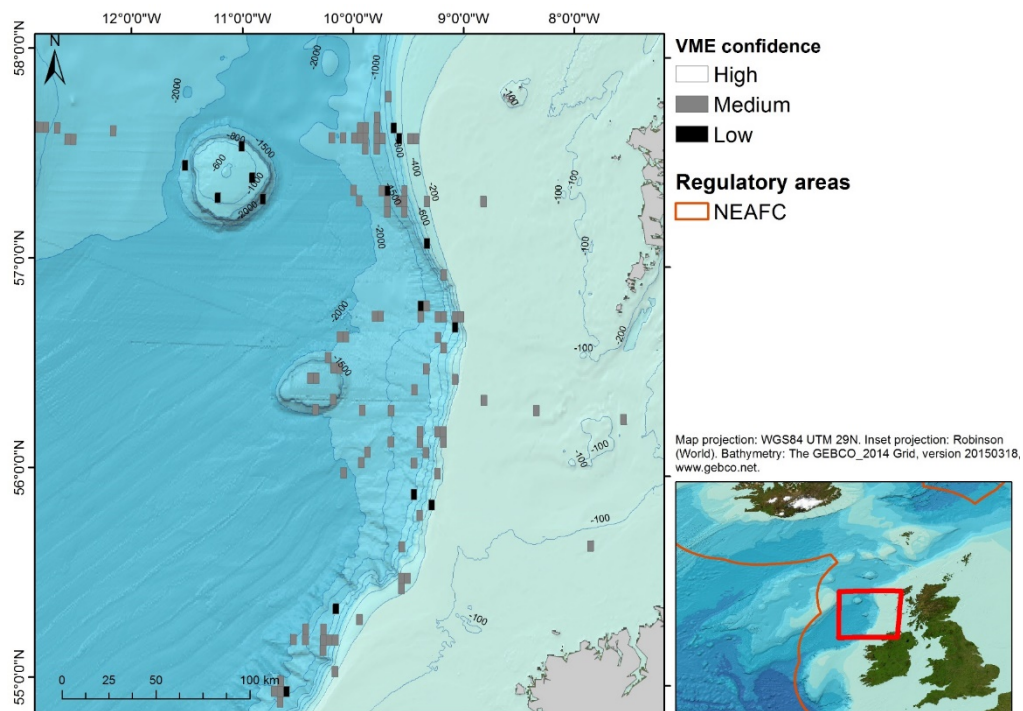 12°0'0"W 11°0'0"W 10°0'0"W 9°0'0"W 8°0'0"W
58°0'0"N
57°0'0"N
56°0'0"N
55°0'0"N
N
-2000
-2000
-1000
-100
-800
-1500
-600
-1000
-2000
-800
-400
-200
-1500
-600
-2000
-100
-100
-100
-200
-2000
-100
-1500
-100
-100
-100
-100
0 25 50 100 km
VME confidence
High
Medium
Low
Regulatory areas
NEAFC
Map projection: WGS84 UTM 29N. Inset projection: Robinson
(World). Bathymetry: The GEBCO_2014 Grid, version 20150318,
www.gebco.net.